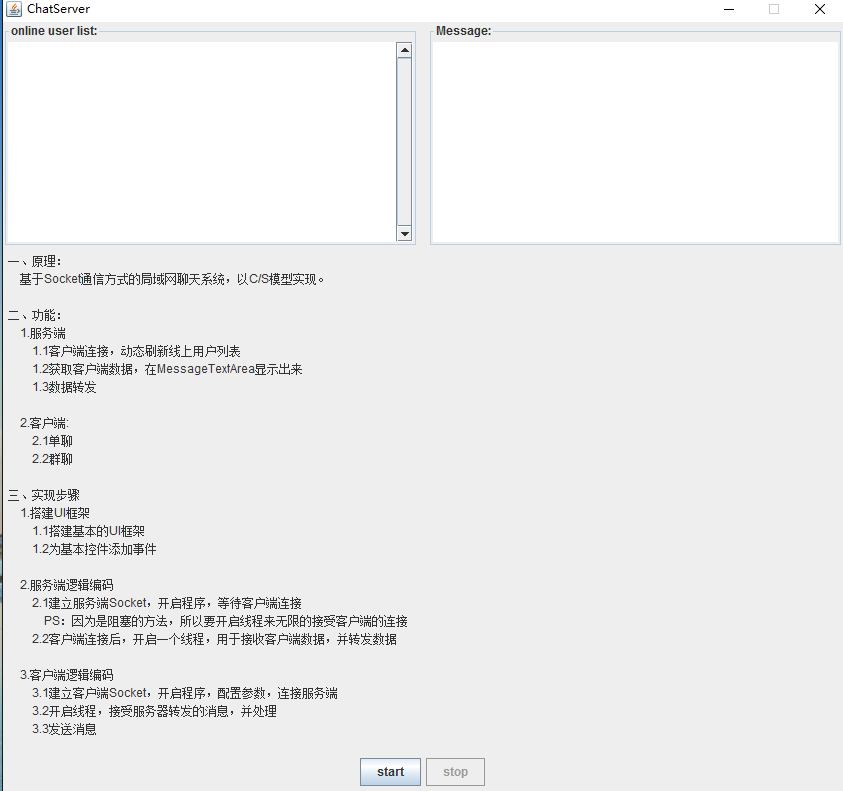 ChatServer
online user list:
Message:
一、原理：
基于Socket通信方式的局域网聊天系统，以C/S模型实现。
二、功能：
1.服务端
1.1客户端连接，动态刷新线上用户列表
1.2获取客户端数据，在MessageTextArea显示出来
1.3数据转发
2.客户端:
2.1单聊
2.2群聊
三、实现步骤
1.搭建UI框架
1.1搭建基本的UI框架
1.2为基本控件添加事件
2.服务端逻辑编码
2.1建立服务端Socket，开启程序，等待客户端连接
PS：因为是阻塞的方法，所以要开启线程来无限的接受客户端的连接
2.2客户端连接后，开启一个线程，用于接收客户端数据，并转发数据
3.客户端逻辑编码
3.1建立客户端Socket，开启程序，配置参数，连接服务端
3.2开启线程，接受服务器转发的消息，并处理
3.3发送消息
start stop